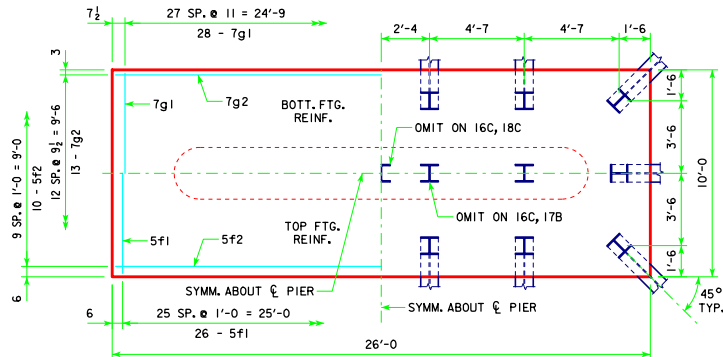 7½
27 SP. @ 11 = 24'-9
28 - 7g1
2'-4
4'-7
4'-7
1'-6
3
7g1
7g2
BOTT. FTG.
REINF.
OMIT ON 16C, 18C
1'-6
3'-6
10'-0
9 SP. @ 1'-0 = 9'-0
10 - 5f2
12 SP. @ 9½ = 9'-6
13 - 7g2
OMIT ON 16C, 17B
3'-6
1'-6
5f1
5f2
TOP FTG.
REINF.
6
SYMM. ABOUT ℄ PIER
SYMM. ABOUT ℄ PIER
45°
TYP.
6
25 SP. @ 1'-0 = 25'-0
26 - 5f1
26'-0